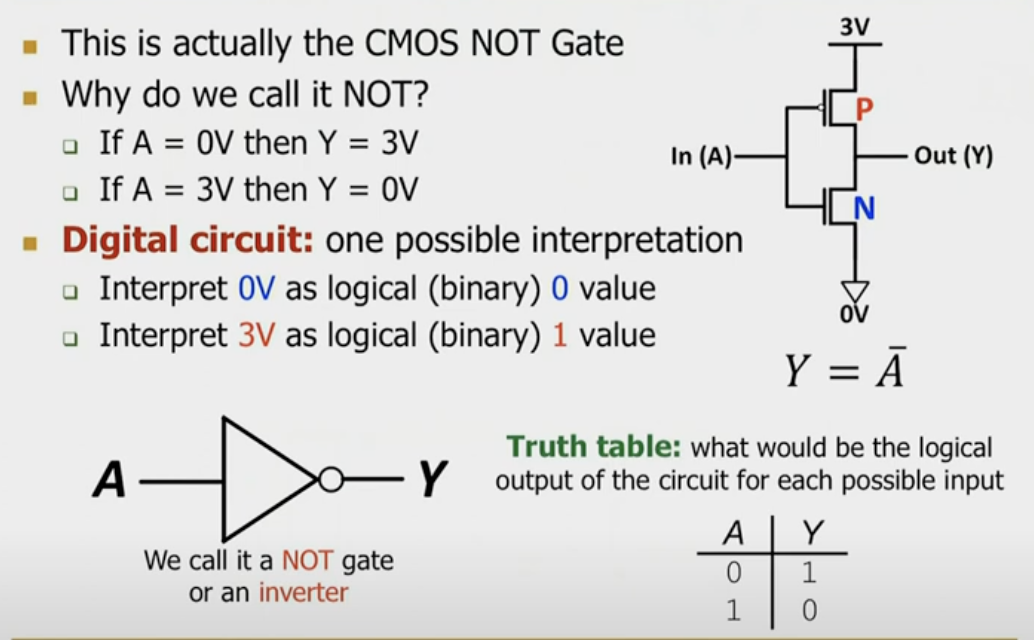 This is actually the CMOS NOT Gate
Why do we call it NOT?
If A = 0V then Y = 3V
If A = 3V then Y = 0V
Digital circuit: one possible interpretation
Interpret 0V as logical (binary) 0 value
Interpret 3V as logical (binary) 1 value
3V
P
In (A)
Out (Y)
N
0V
Y = Ā
A
Y
We call it a NOT gate
or an inverter
Truth table: what would be the logical
output of the circuit for each possible input
A Y
0 1
1 0